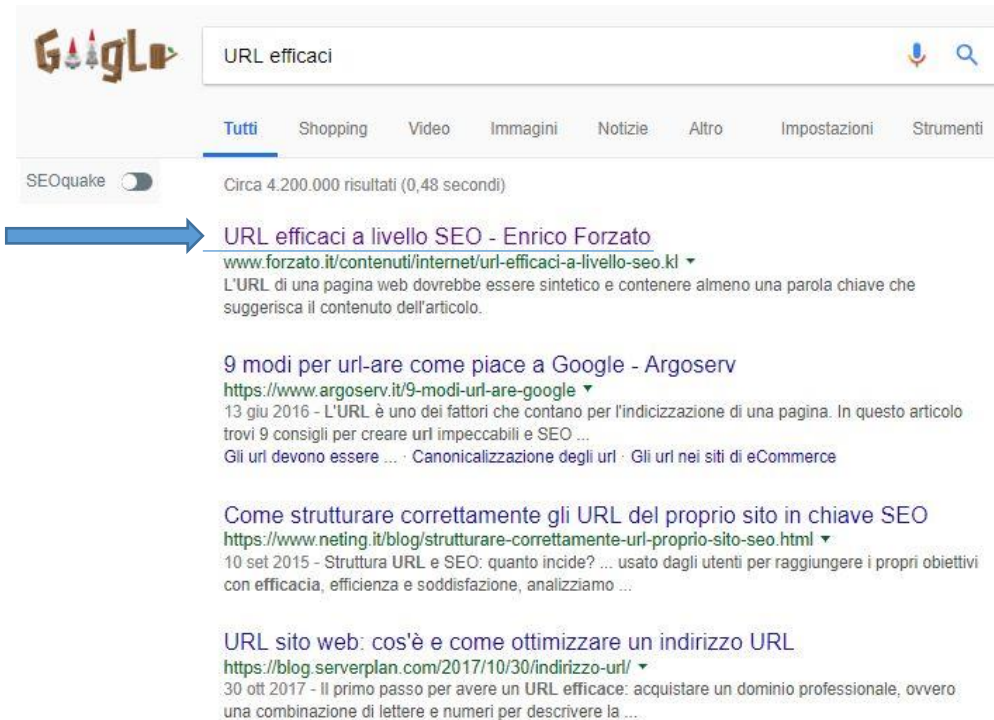 Google
URL efficaci
Tutti Shopping Video Immagini Notizie Altro Impostazioni Strumenti
SEOquake
Circa 4.200.000 risultati (0,48 secondi)
URL efficaci a livello SEO - Enrico Forzato
www.forzato.it/contenuti/internet/url-efficaci-a-livello-seo.kl
L'URL di una pagina web dovrebbe essere sintetico e contenere almeno una parola chiave che
suggerisca il contenuto dell'articolo.
9 modi per url-are come piace a Google - Argoserv
https://www.argoserv.it/9-modi-url-are-google
13 giu 2016 - L'URL è uno dei fattori che contano per l'indicizzazione di una pagina. In questo articolo
trovi 9 consigli per creare url impeccabili e SEO ...
Gli url devono essere ... · Canonicalizzazione degli url · Gli url nei siti di eCommerce
Come strutturare correttamente gli URL del proprio sito in chiave SEO
https://www.neting.it/blog/strutturare-correttamente-url-proprio-sito-seo.html
10 set 2015 - Struttura URL e SEO: quanto incide? ... usato dagli utenti per raggiungere i propri obiettivi
con efficacia, efficienza e soddisfazione, analizziamo ...
URL sito web: cos'è e come ottimizzare un indirizzo URL
https://blog.serverplan.com/2017/10/30/indirizzo-url/
30 ott 2017 - Il primo passo per avere un URL efficace: acquistare un dominio professionale, ovvero
una combinazione di lettere e numeri per descrivere la ...